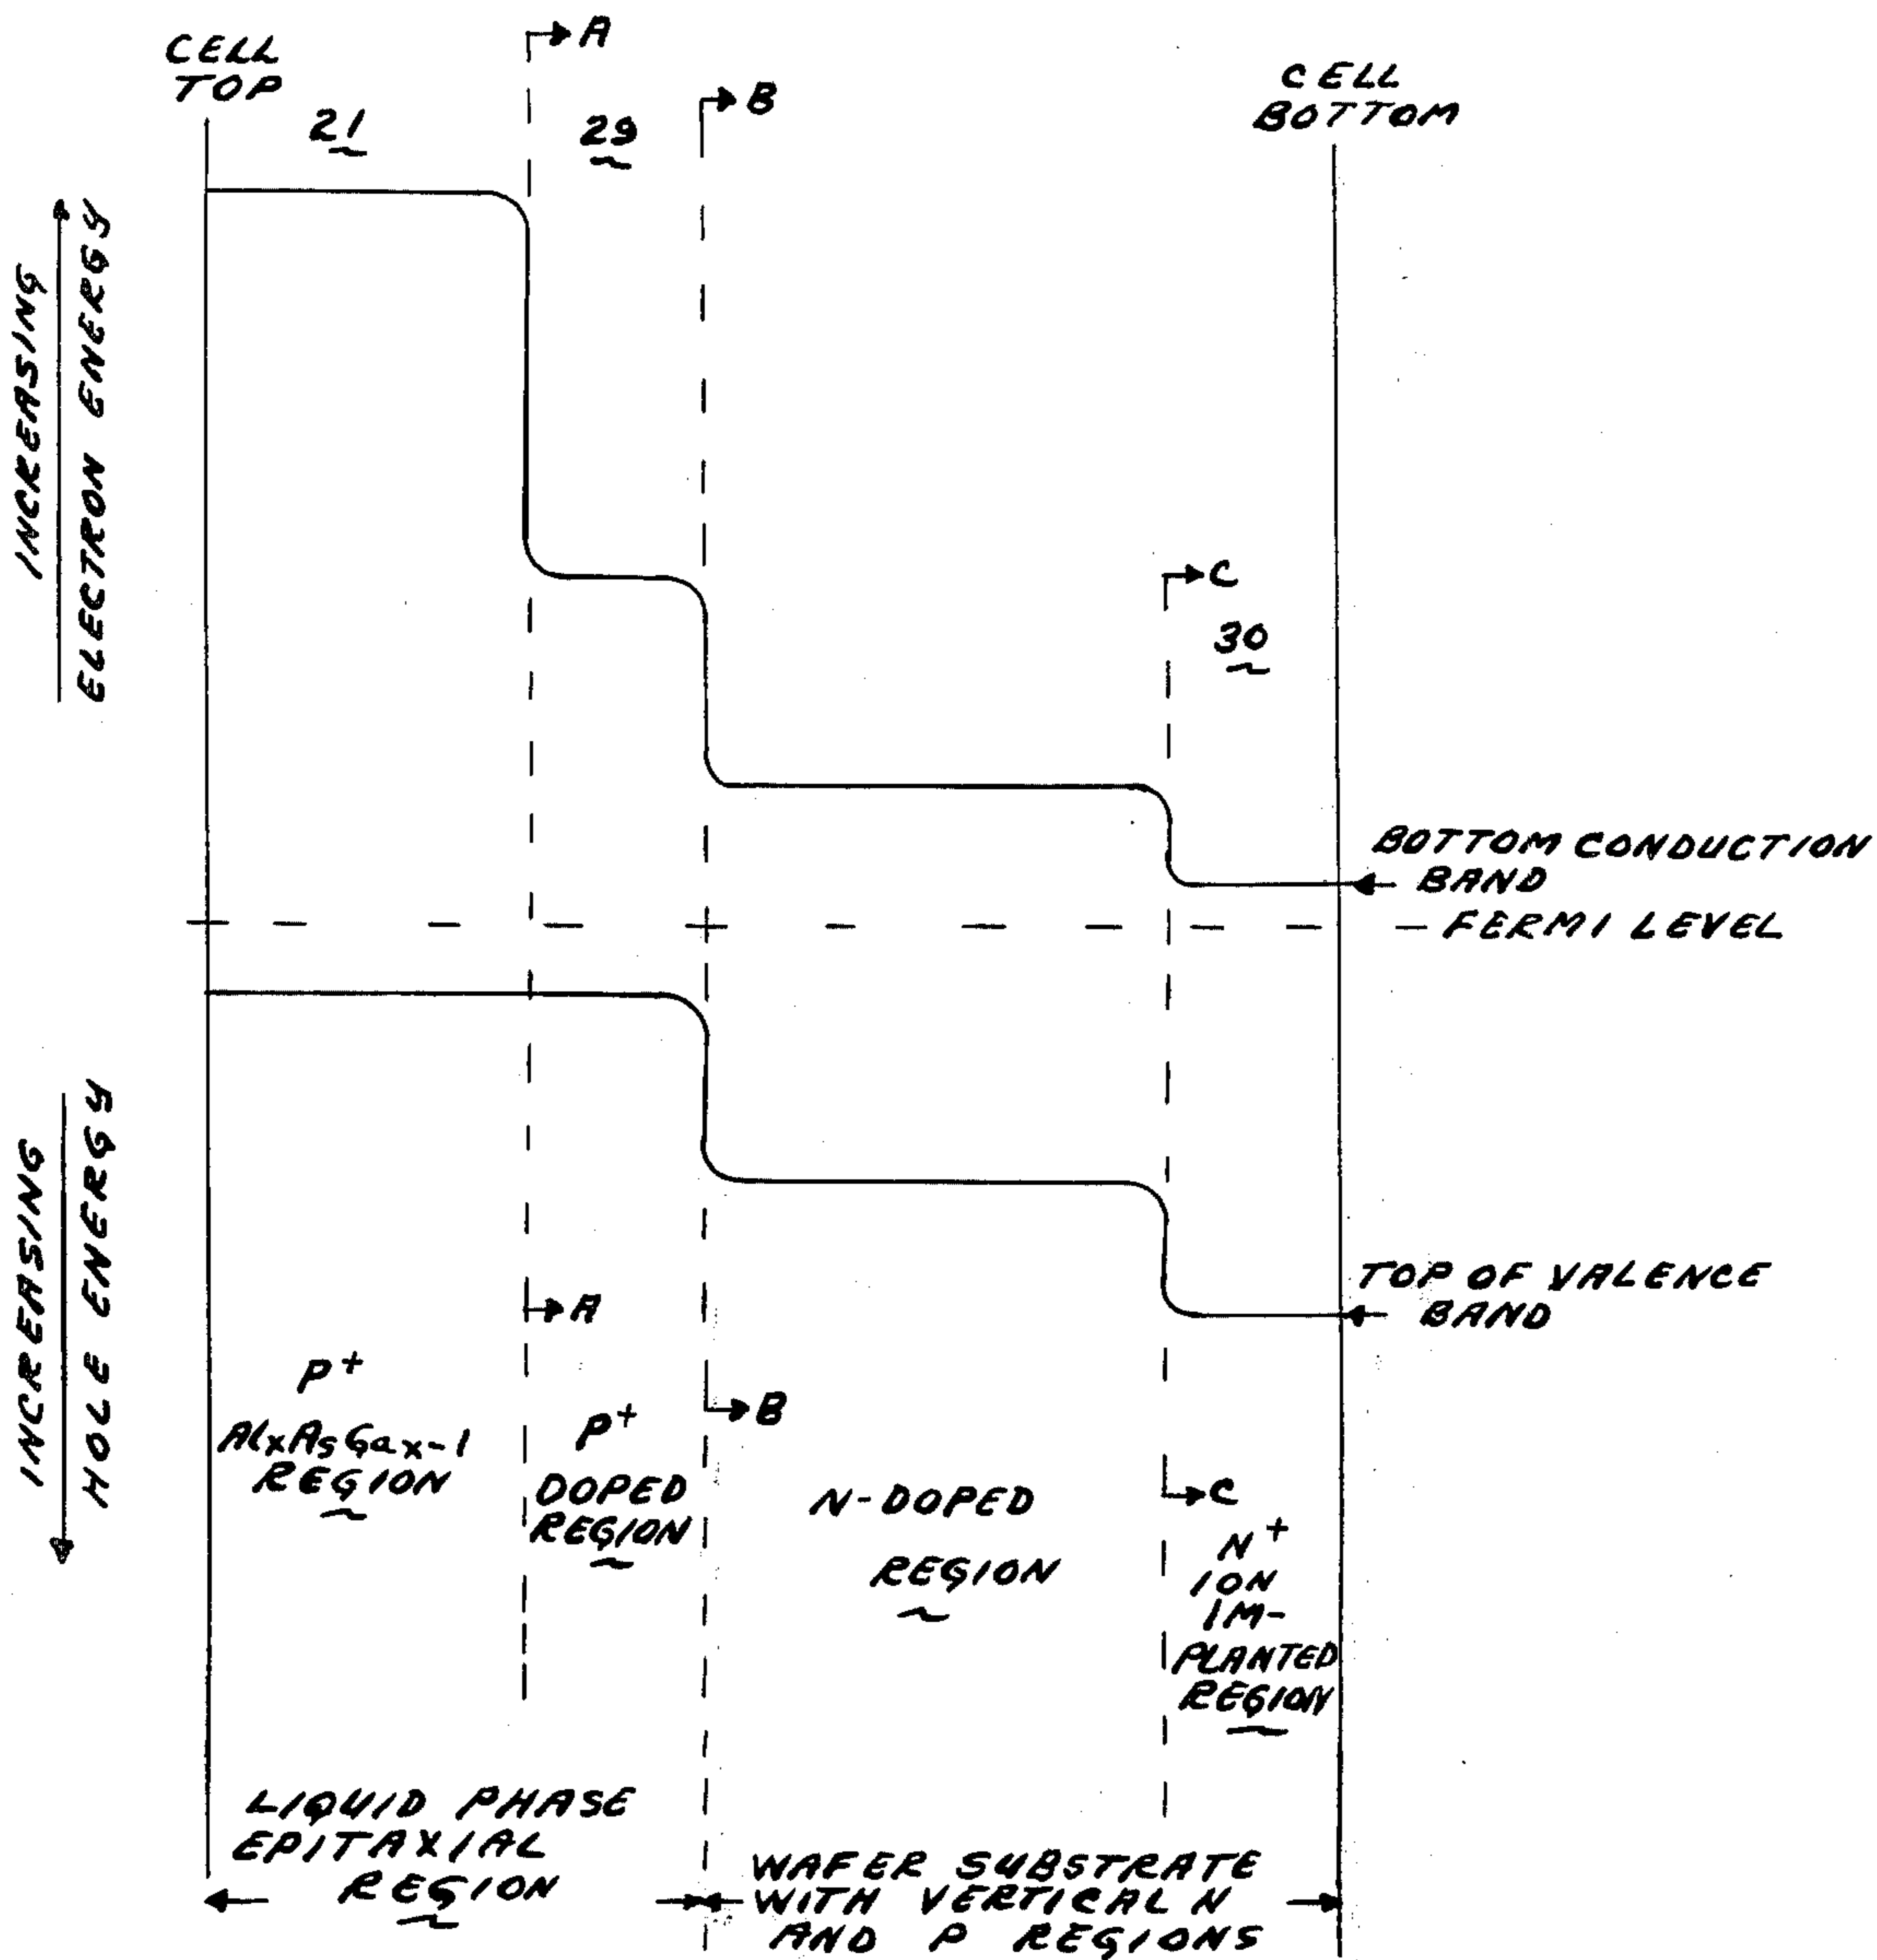 CELL
TOP
21
A
29
B
CELL
BOTTOM
INCREASING
ELECTRON ENERGY
C
30
BOTTOM CONDUCTION
BAND
FERMI LEVEL
INCREASING
HOLE ENERGY
TOP OF VALENCE
BAND
A
B
C
P+
AlxAsGax-1
REGION
P+
DOPED
REGION
N-DOPED
REGION
N+
ION
IM-
PLANTED
REGION
LIQUID PHASE
EPITAXIAL
REGION
WAFER SUBSTRATE
WITH VERTICAL N
AND P REGIONS